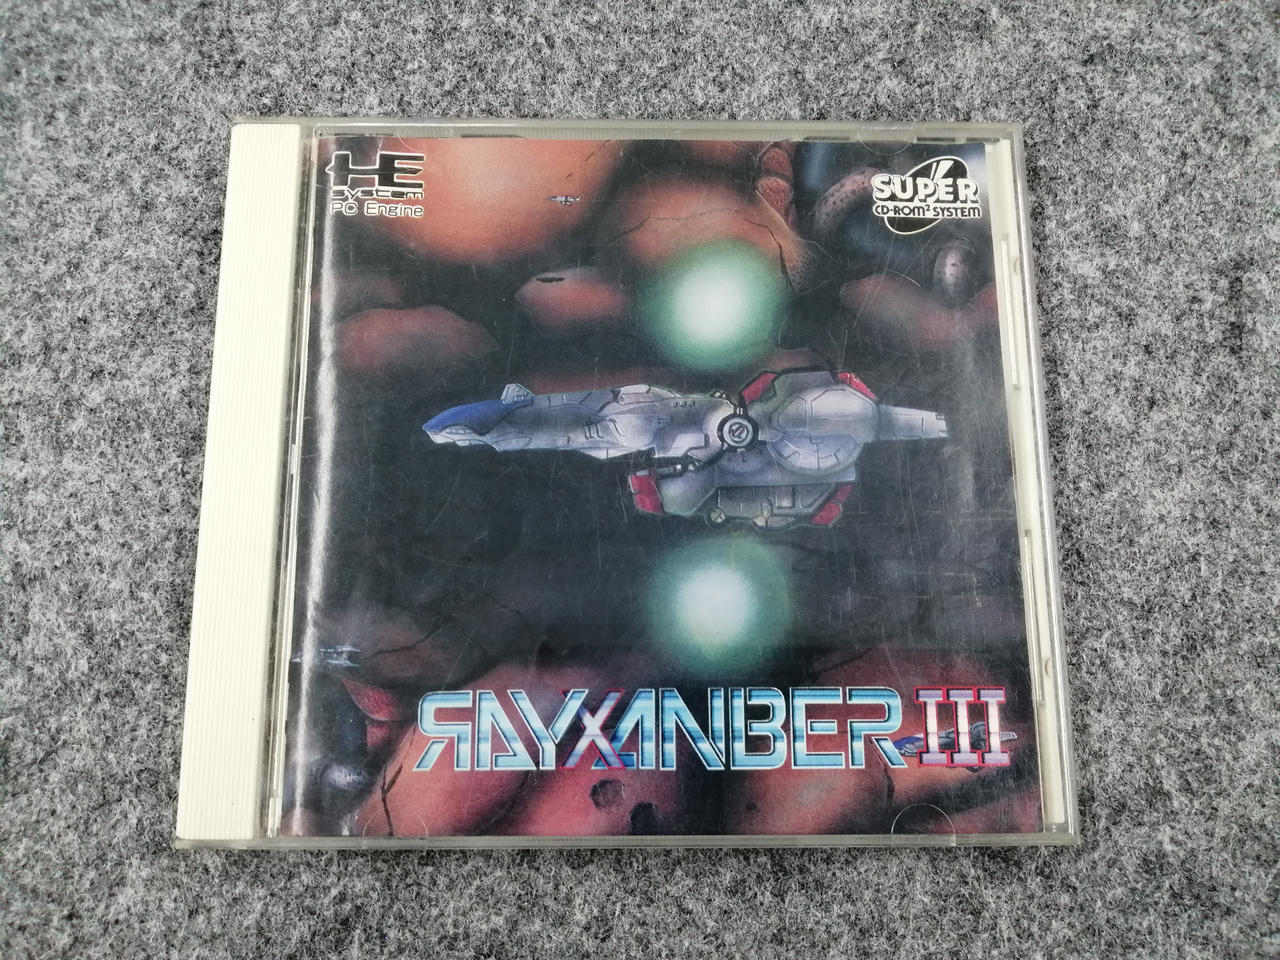 HE
System
PC Engine
SUPER
CD-ROM² SYSTEM
RAYXANBER III